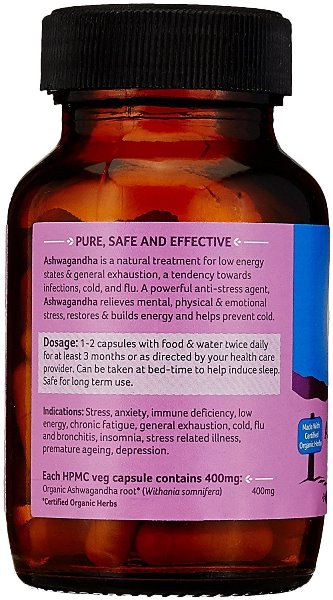 PURE, SAFE AND EFFECTIVE
Ashwagandha is a natural treatment for low energy
states & general exhaustion, a tendency towards
infections, cold, and flu. A powerful anti-stress agent,
Ashwagandha relieves mental, physical & emotional
stress, restores & builds energy and helps prevent cold.
Dosage: 1-2 capsules with food & water twice daily
for at least 3 months or as directed by your health care
provider. Can be taken at bed-time to help induce sleep.
Safe for long term use.
Indications: Stress, anxiety, immune deficiency, low
energy, chronic fatigue, general exhaustion, cold, flu
and bronchitis, insomnia, stress related illness,
premature ageing, depression.
Each HPMC veg capsule contains 400mg:
Organic Ashwagandha root* (Withania somnifera) 400mg
*Certified Organic Herbs
Made With
Certified
Organic Herbs